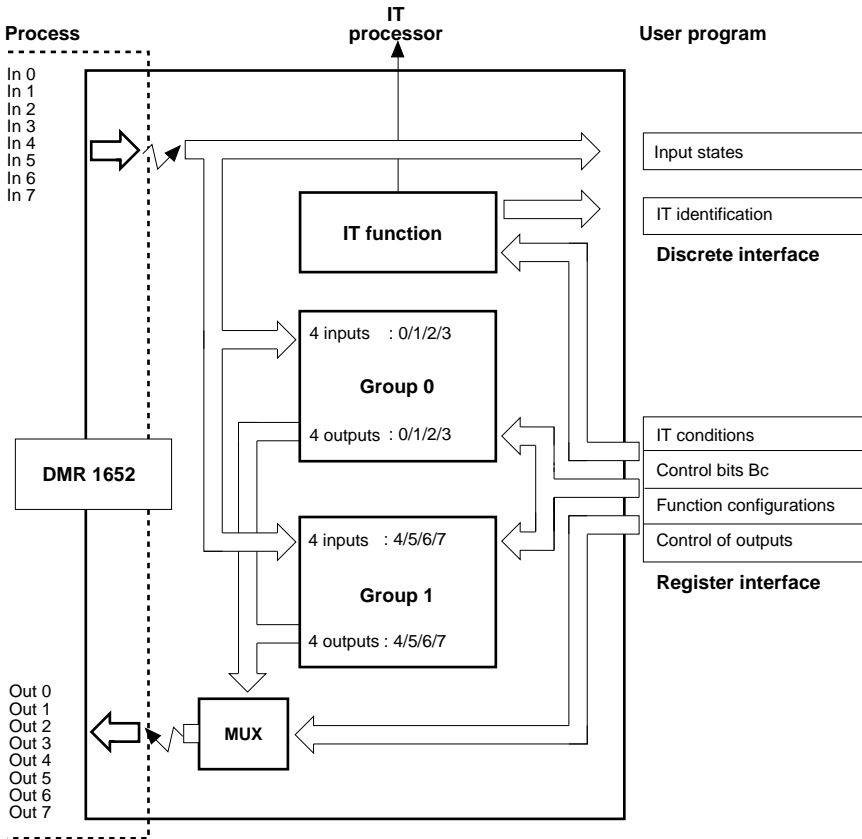 Process
IT
processor
User program
In 0
In 1
In 2
In 3
In 4
In 5
In 6
In 7
Input states
IT identification
Discrete interface
IT function
4 inputs : 0/1/2/3
Group 0
4 outputs : 0/1/2/3
DMR 1652
IT conditions
Control bits Bc
Function configurations
Control of outputs
Register interface
4 inputs : 4/5/6/7
Group 1
4 outputs : 4/5/6/7
Out 0
Out 1
Out 2
Out 3
Out 4
Out 5
Out 6
Out 7
MUX